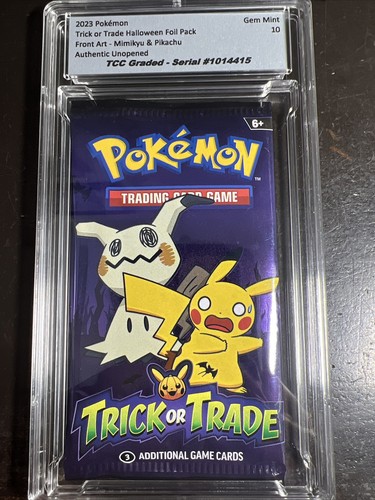 2023 Pokémon Gem Mint
Trick or Trade Halloween Foil Pack 10
Front Art - Mimikyu & Pikachu
Authentic Unopened
TCC Graded - Serial #1014415
6+
POKéMON
TM
TRADING CARD GAME
TRICK OR TRADE
3 ADDITIONAL GAME CARDS